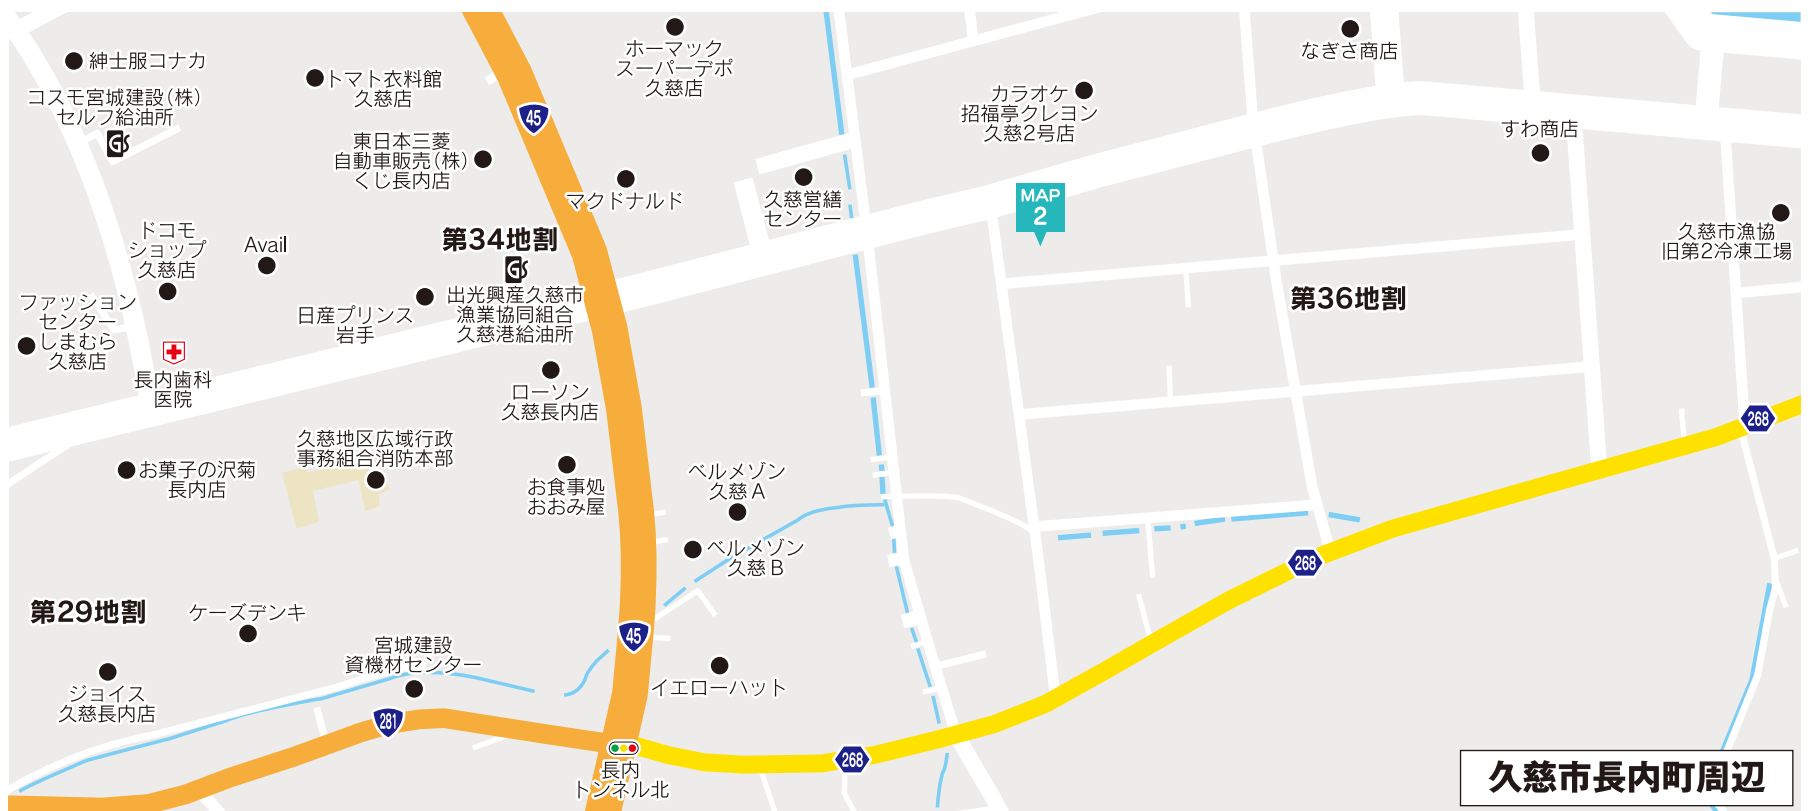 紳士服コナカ
コスモ宮城建設(株)
セルフ給油所
GS
トマト衣料館
久慈店
東日本三菱
自動車販売(株)
くじ長内店
45
ホーマック
スーパーデポ
久慈店
マクドナルド
久慈営繕
センター
カラオケ
招福亭クレヨン
久慈2号店
なぎさ商店
すわ商店
MAP
2
久慈市漁協
旧第2冷凍工場
ドコモ
ショップ
久慈店
Avail
第34地割
GS
出光興産久慈市
漁業協同組合
久慈港給油所
日産プリンス
岩手
ファッション
センター
しまむら
久慈店
長内歯科
医院
第36地割
ローソン
久慈長内店
お菓子の沢菊
長内店
久慈地区広域行政
事務組合消防本部
お食事処
おおみ屋
ベルメゾン
久慈A
ベルメゾン
久慈B
268
268
第29地割
ケーズデンキ
45
宮城建設
資機材センター
ジョイス
久慈長内店
281
イエローハット
長内
トンネル北
268
久慈市長内町周辺